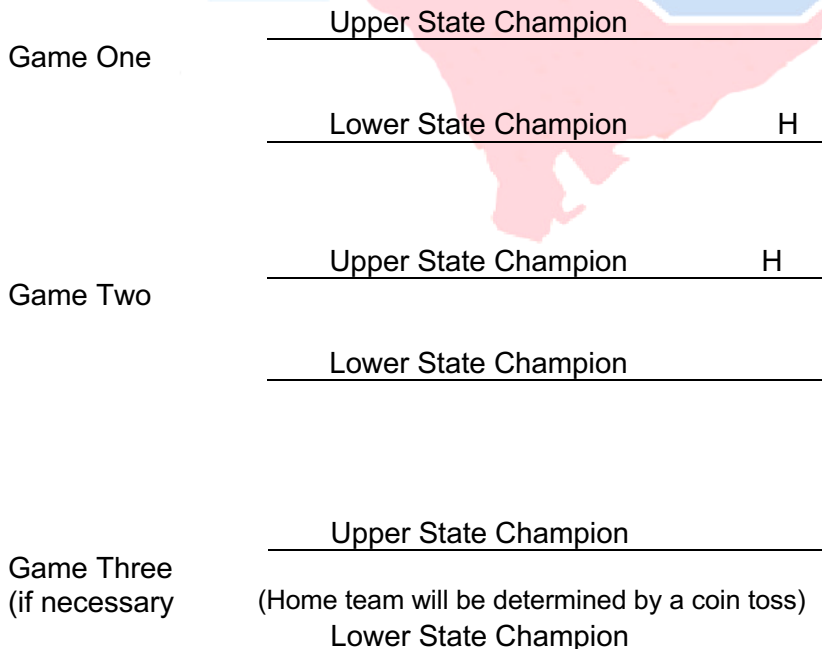 Upper State Champion
Game One
Lower State Champion H
Upper State Champion H
Game Two
Lower State Champion
Upper State Champion
Game Three
(if necessary (Home team will be determined by a coin toss)
Lower State Champion